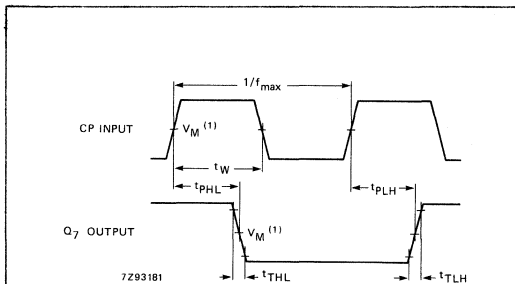 1/fmax
CP INPUT
VM (1)
tW
tPHL
tPLH
Q7 OUTPUT
VM (1)
7Z93181
tTHL
tTLH